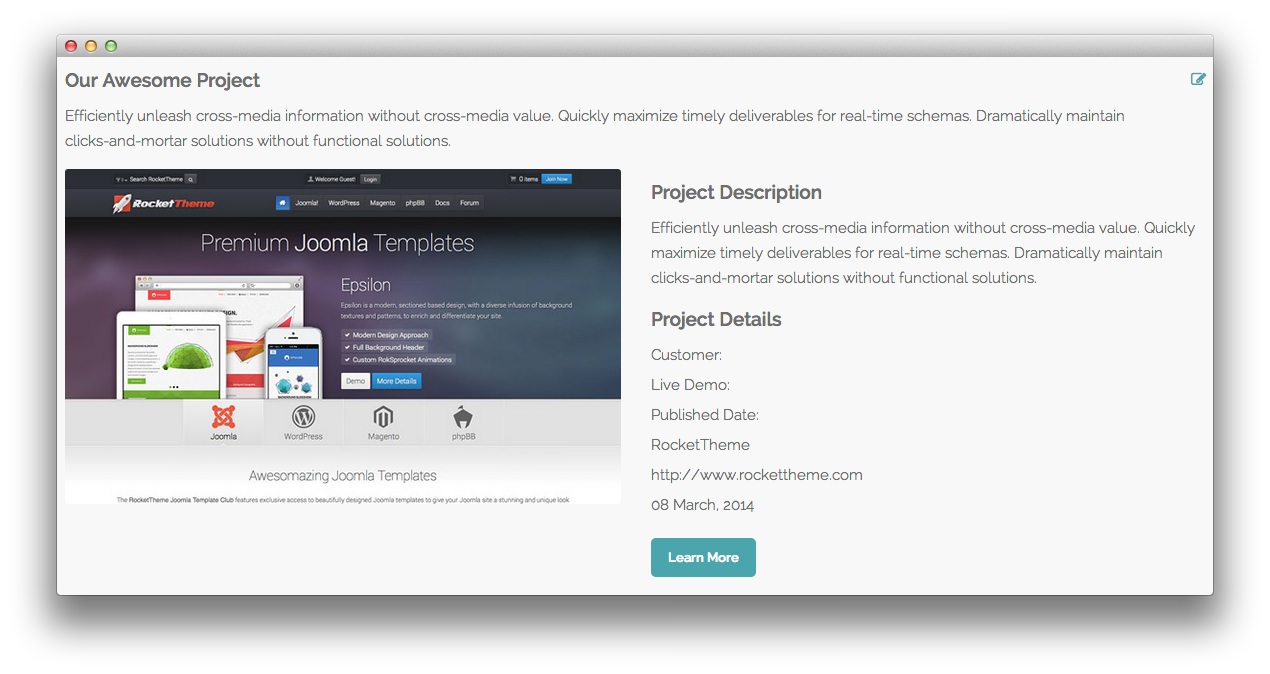 Our Awesome Project
Efficiently unleash cross-media information without cross-media value. Quickly maximize timely deliverables for real-time schemas. Dramatically maintain
clicks-and-mortar solutions without functional solutions.
Search RocketTheme
Welcome Guest! Login
0 items Join Now
RocketTheme
Joomla! WordPress Magento phpBB Docs Forum
Premium Joomla Templates
Epsilon
Epsilon is a modern, sectioned based design, with a diverse infusion of background
textures and patterns, to enrich and differentiate your site.
Modern Design Approach
Full Background Header
Custom RokSprocket Animations
Demo More Details
Joomla WordPress Magento phpBB
Awesomazing Joomla Templates
The RocketTheme Joomla Template Club features exclusive access to beautifully designed Joomla templates to give your Joomla site a stunning and unique look
Project Description
Efficiently unleash cross-media information without cross-media value. Quickly
maximize timely deliverables for real-time schemas. Dramatically maintain
clicks-and-mortar solutions without functional solutions.
Project Details
Customer:
Live Demo:
Published Date:
RocketTheme
http://www.rockettheme.com
08 March, 2014
Learn More